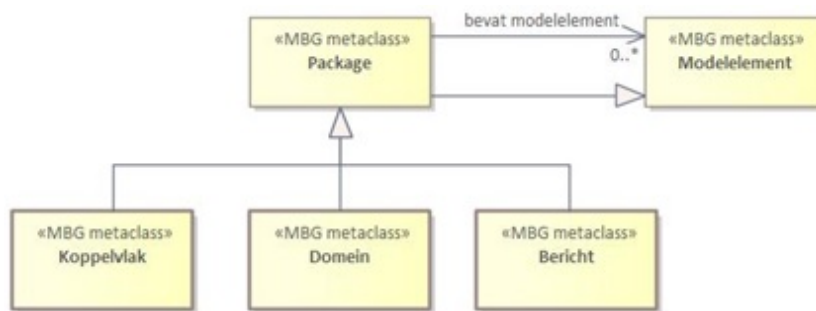 bevat modelelement
«MBG metaclass»
Package
0..*
«MBG metaclass»
Modelelement
«MBG metaclass»
Koppelvlak
«MBG metaclass»
Domein
«MBG metaclass»
Bericht